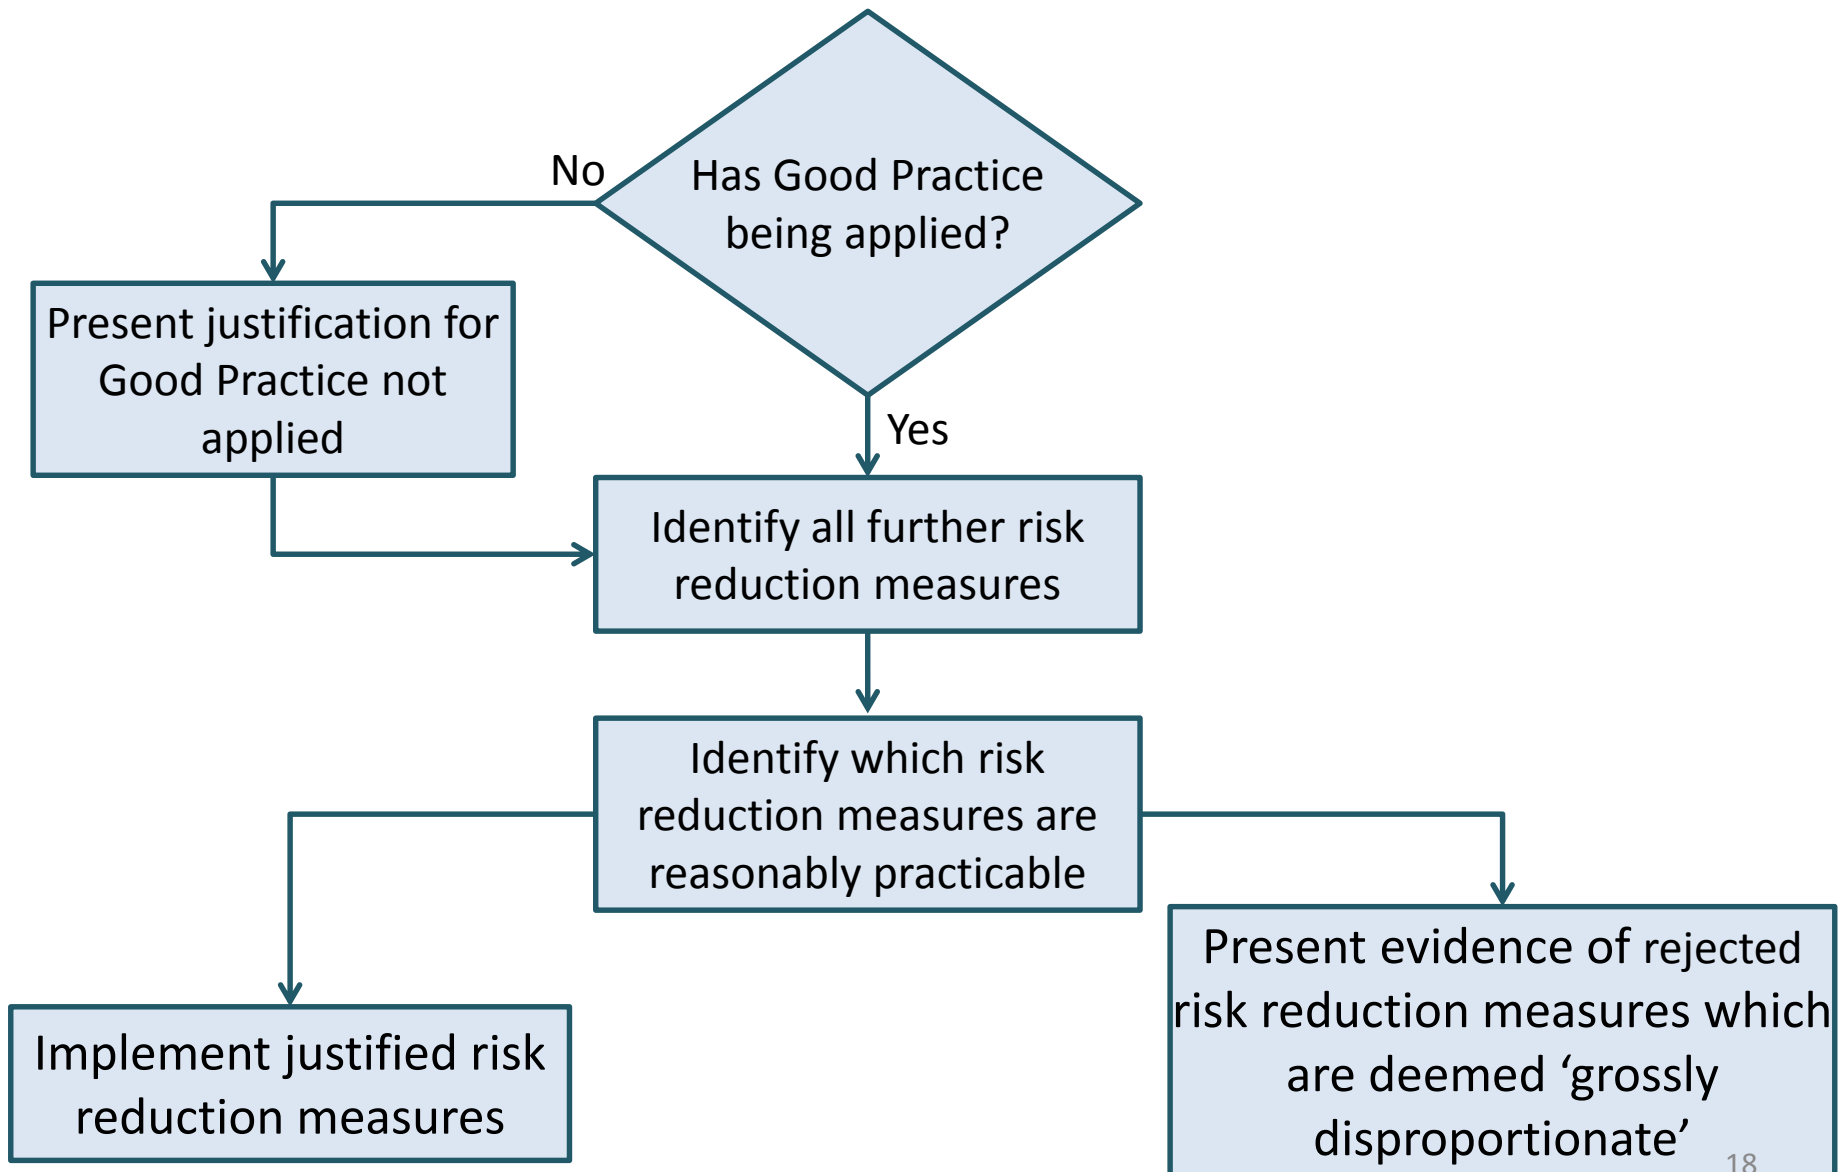 Has Good Practice
being applied?
No
Present justification for
Good Practice not
applied
Yes
Identify all further risk
reduction measures
Identify which risk
reduction measures are
reasonably practicable
Implement justified risk
reduction measures
Present evidence of rejected
risk reduction measures which
are deemed ‘grossly
disproportionate’
18